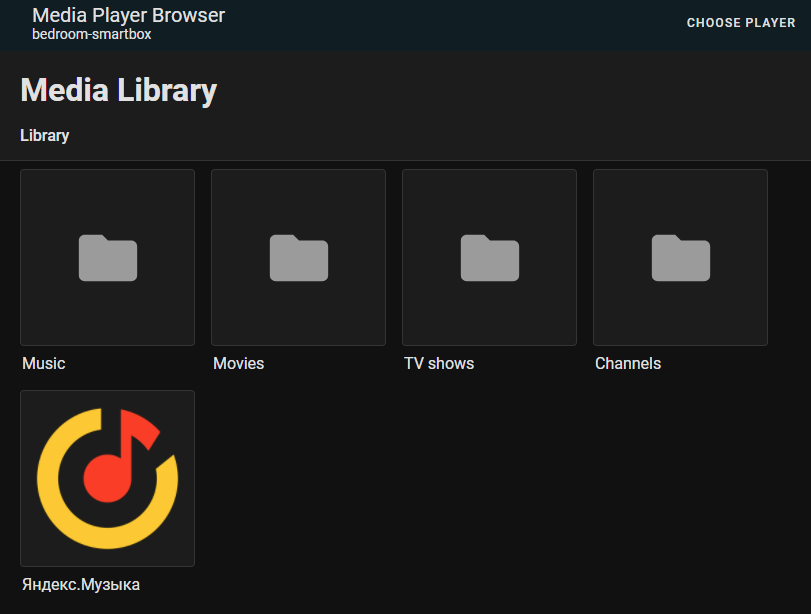 Media Player Browser
bedroom-smartbox
CHOOSE PLAYER
Media Library
Library
Music
Movies
TV shows
Channels
Яндекс.Музыка